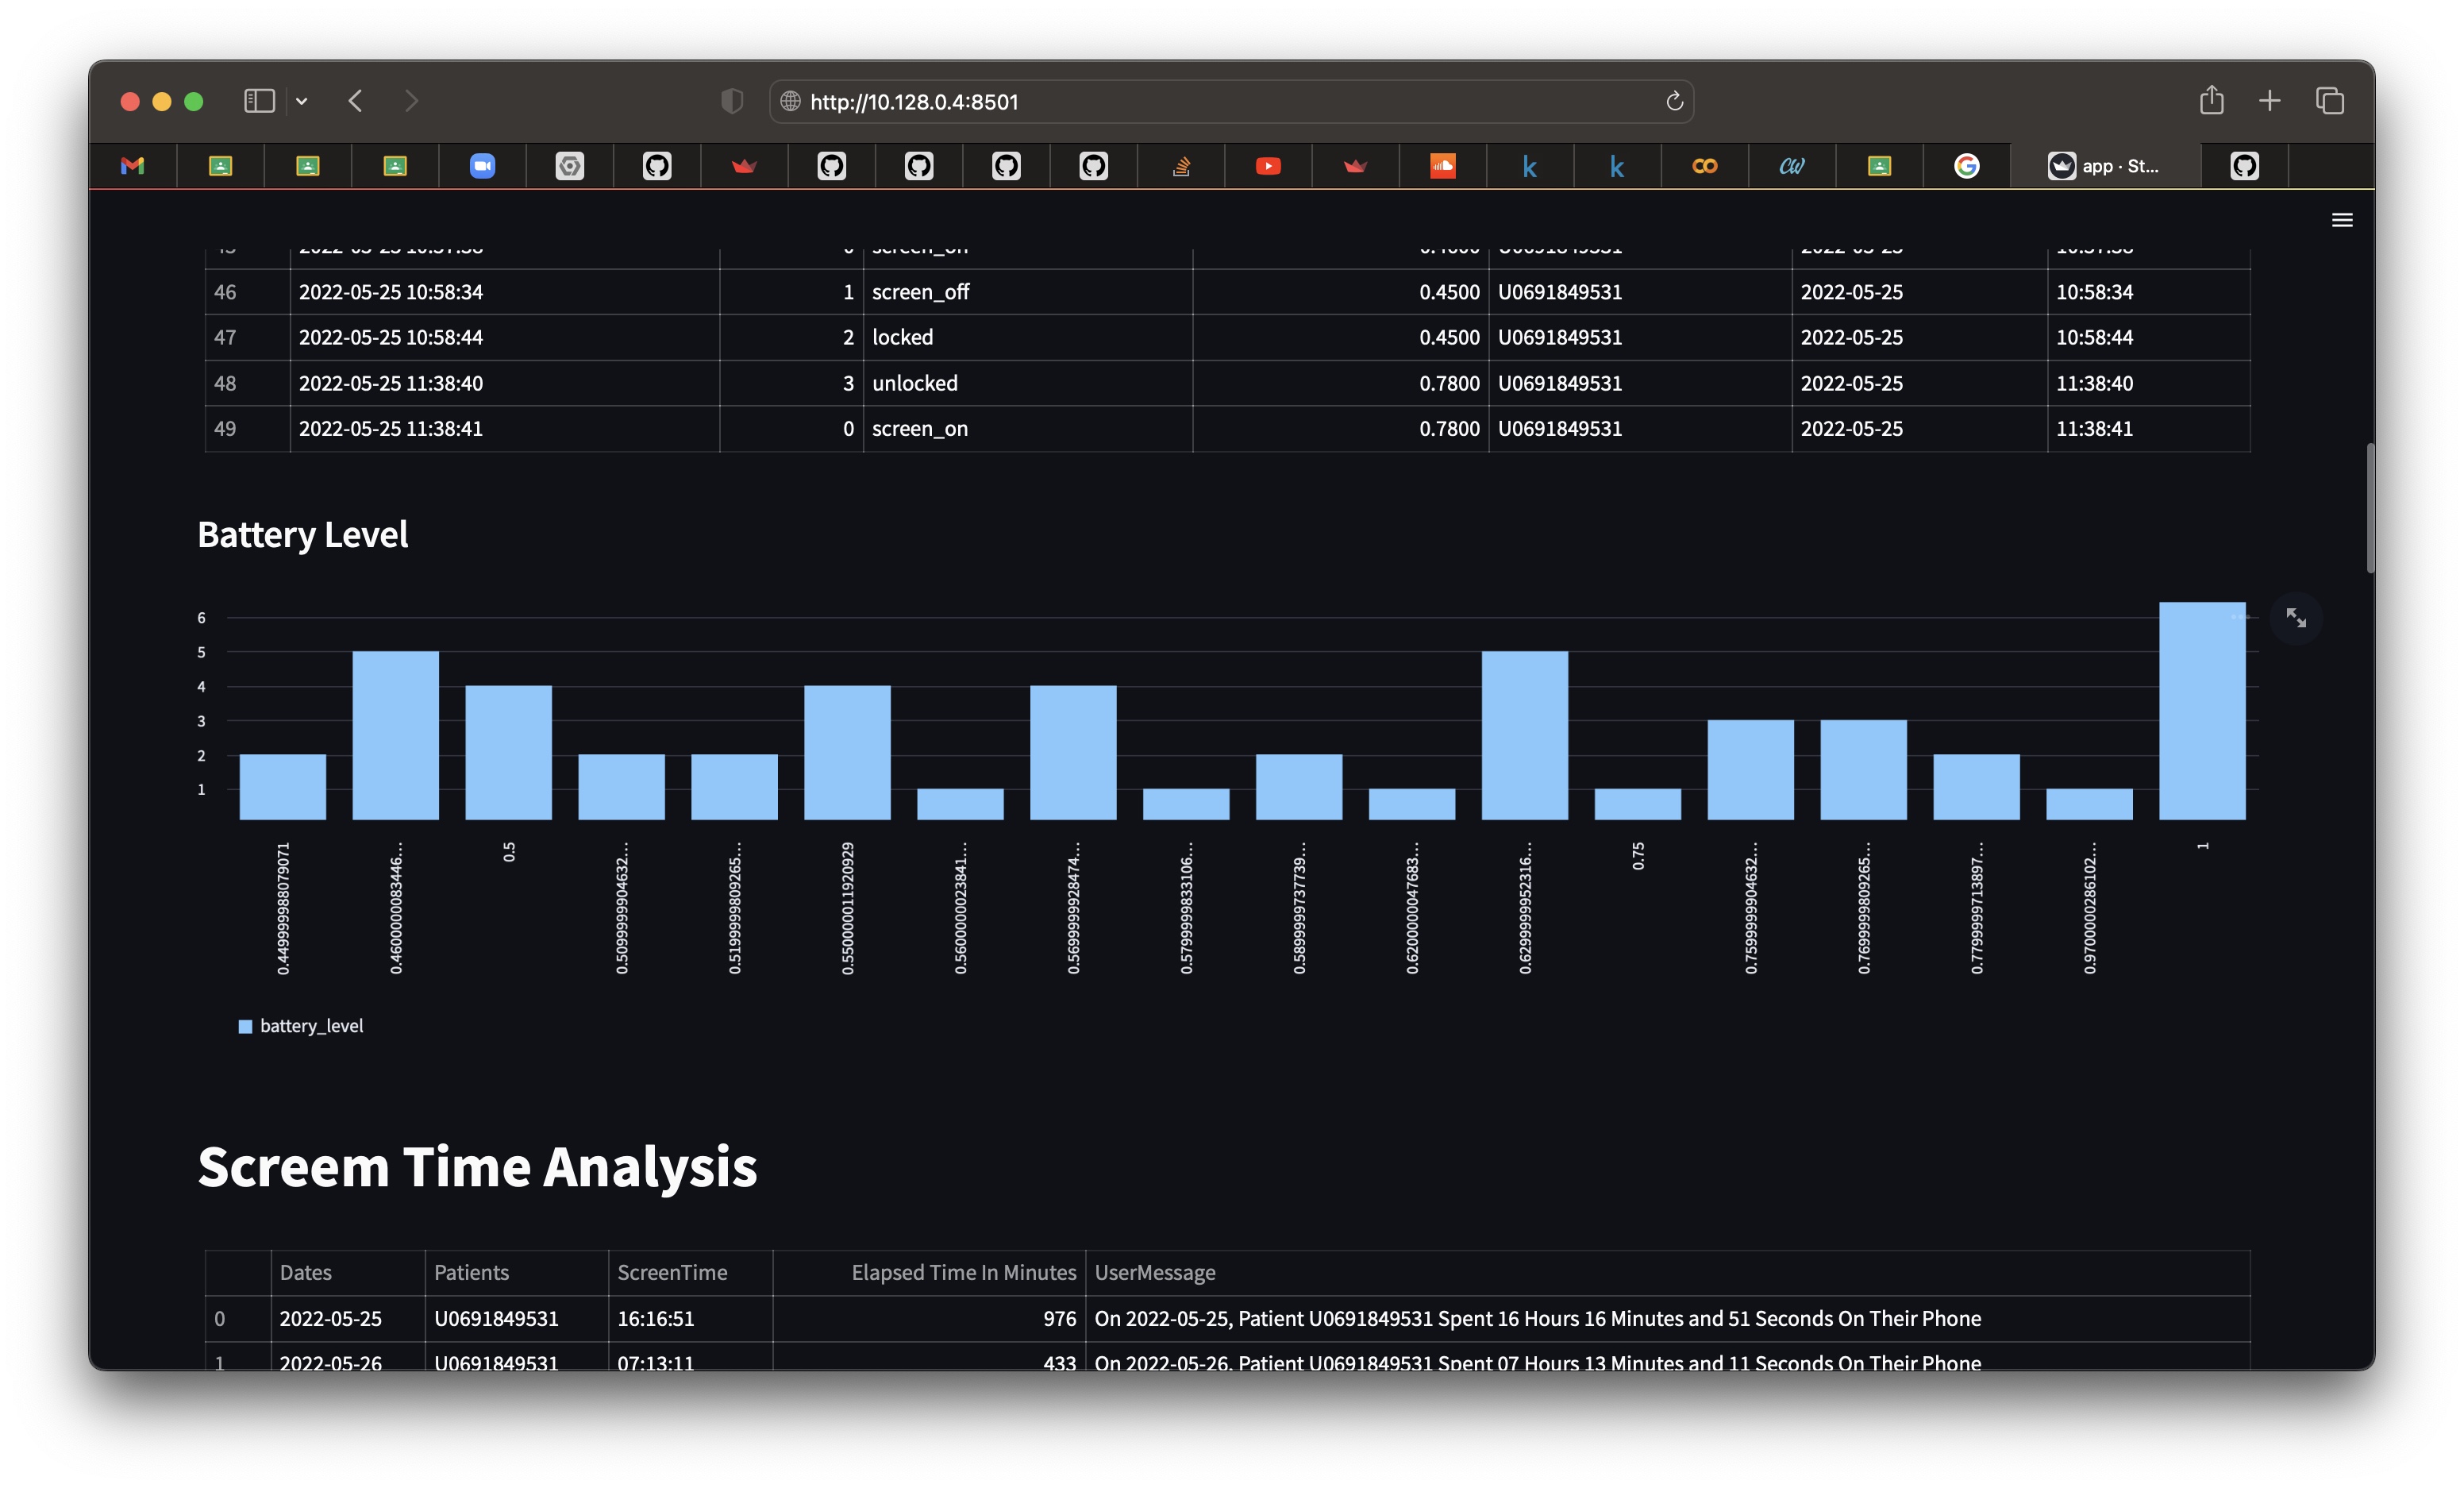 http://10.128.0.4:8501
app · St...
46 2022-05-25 10:58:34 1 screen_off 0.4500 U0691849531 2022-05-25 10:58:34
47 2022-05-25 10:58:44 2 locked 0.4500 U0691849531 2022-05-25 10:58:44
48 2022-05-25 11:38:40 3 unlocked 0.7800 U0691849531 2022-05-25 11:38:40
49 2022-05-25 11:38:41 0 screen_on 0.7800 U0691849531 2022-05-25 11:38:41
Battery Level
6
5
4
3
2
1
0.449999988079071
0.4600000083446...
0.5
0.5099999904632...
0.5199999809265...
0.550000011920929
0.5600000023841...
0.5699999928474...
0.5799999833106...
0.5899999737739...
0.6200000047683...
0.6299999952316...
0.75
0.7599999904632...
0.7699999809265...
0.7799999713897...
0.9700000286102...
1
battery_level
Screem Time Analysis
Dates Patients ScreenTime Elapsed Time In Minutes UserMessage
0 2022-05-25 U0691849531 16:16:51 976 On 2022-05-25, Patient U0691849531 Spent 16 Hours 16 Minutes and 51 Seconds On Their Phone
1 2022-05-26 U0691849531 07:13:11 433 On 2022-05-26, Patient U0691849531 Spent 07 Hours 13 Minutes and 11 Seconds On Their Phone